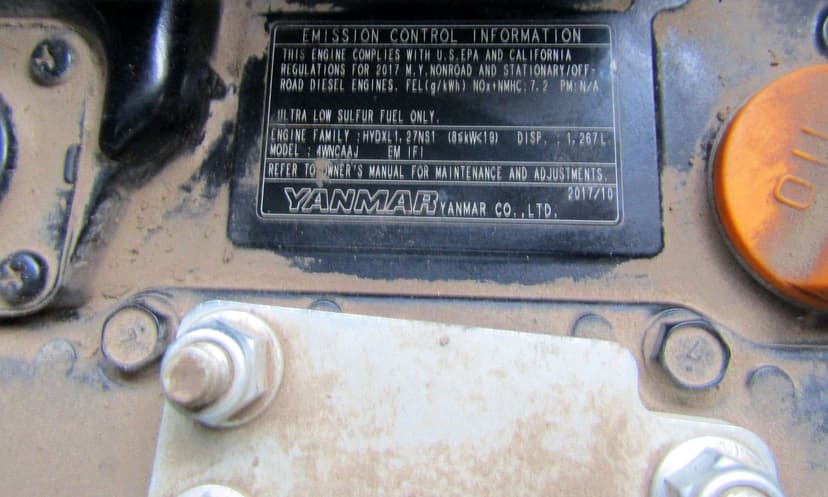 EMISSION CONTROL INFORMATION
THIS ENGINE COMPLIES WITH U.S.EPA AND CALIFORNIA
REGULATIONS FOR 2017 M.Y.NONROAD AND STATIONARY/OFF-
ROAD DIESEL ENGINES. FEL(g/kWh) NOx+NMHC:7.2 PM:N/A
ULTRA LOW SULFUR FUEL ONLY.
ENGINE FAMILY :HYDXL1.27NS1 (8≤kW<19) DISP. :1.267L
MODEL :4WNCAAJ EM IFI
REFER TO OWNER'S MANUAL FOR MAINTENANCE AND ADJUSTMENTS.
2017/10
YANMAR YANMAR CO.,LTD.